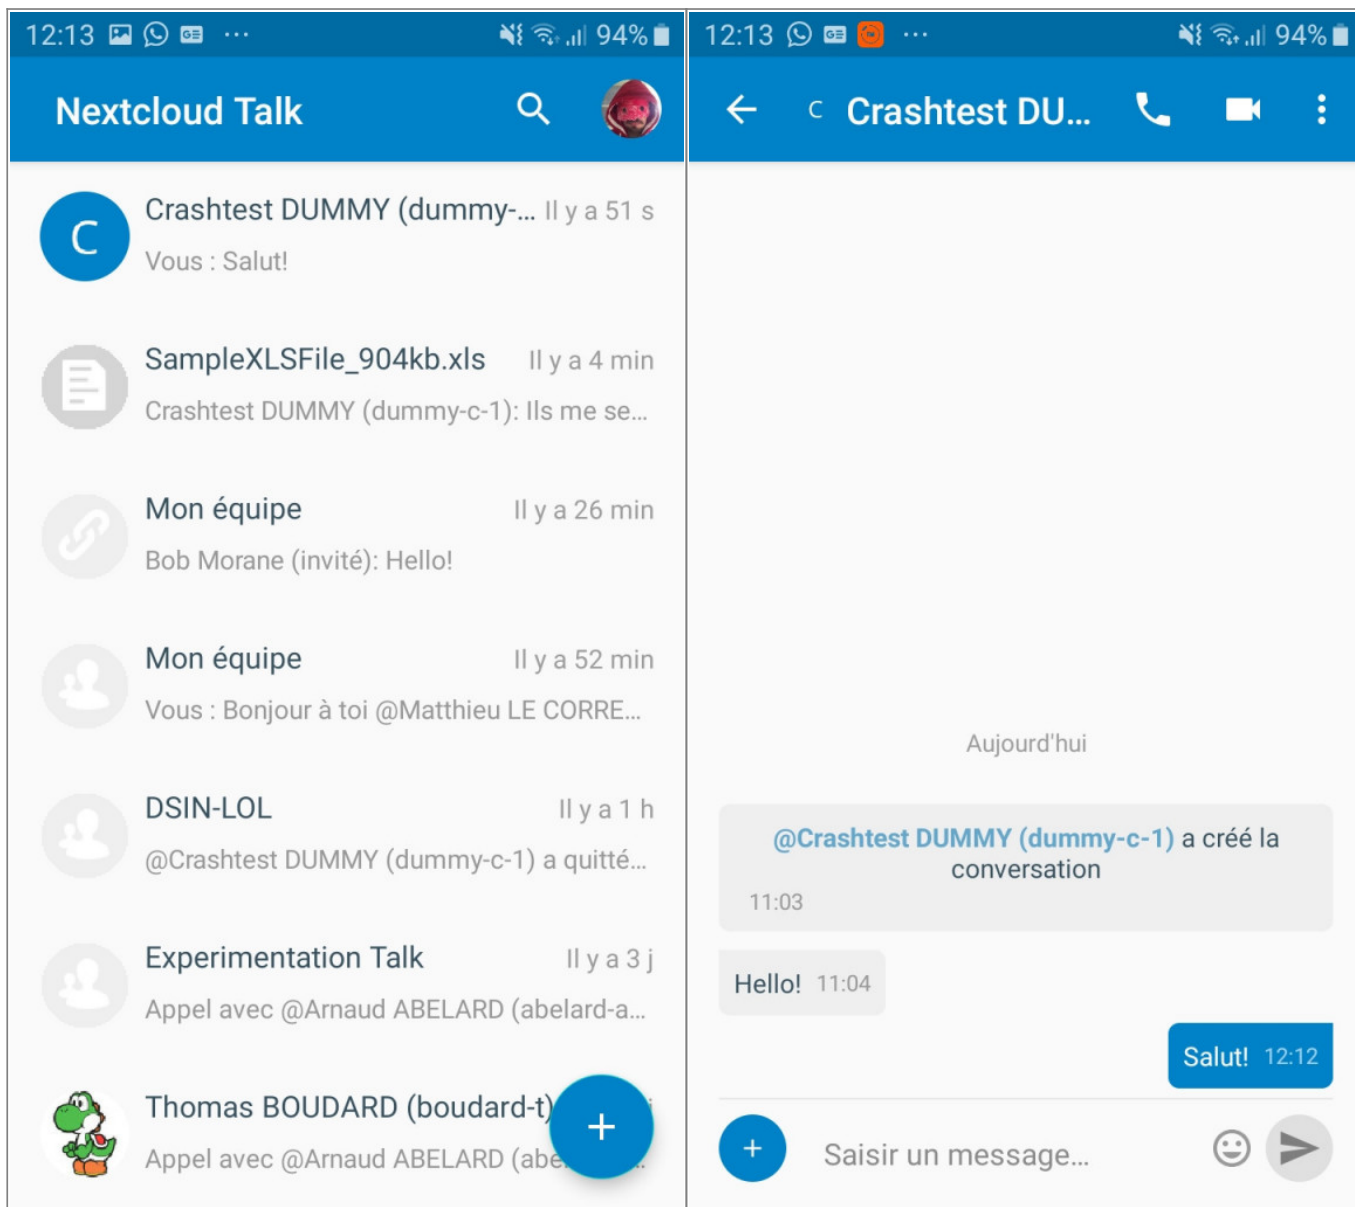 12:13 94%
Nextcloud Talk
C
Crashtest DUMMY (dummy-... Il y a 51 s
Vous : Salut!
SampleXLSFile_904kb.xls Il y a 4 min
Crashtest DUMMY (dummy-c-1): Ils me se...
Mon équipe Il y a 26 min
Bob Morane (invité): Hello!
Mon équipe Il y a 52 min
Vous : Bonjour à toi @Matthieu LE CORRE...
DSIN-LOL Il y a 1 h
@Crashtest DUMMY (dummy-c-1) a quitté...
Experimentation Talk Il y a 3 j
Appel avec @Arnaud ABELARD (abelard-a...
Thomas BOUDARD (boudard-t)
Appel avec @Arnaud ABELARD (abe
12:13 94%
C Crashtest DU...
Aujourd'hui
@Crashtest DUMMY (dummy-c-1) a créé la
conversation
11:03
Hello! 11:04
Salut! 12:12
Saisir un message...